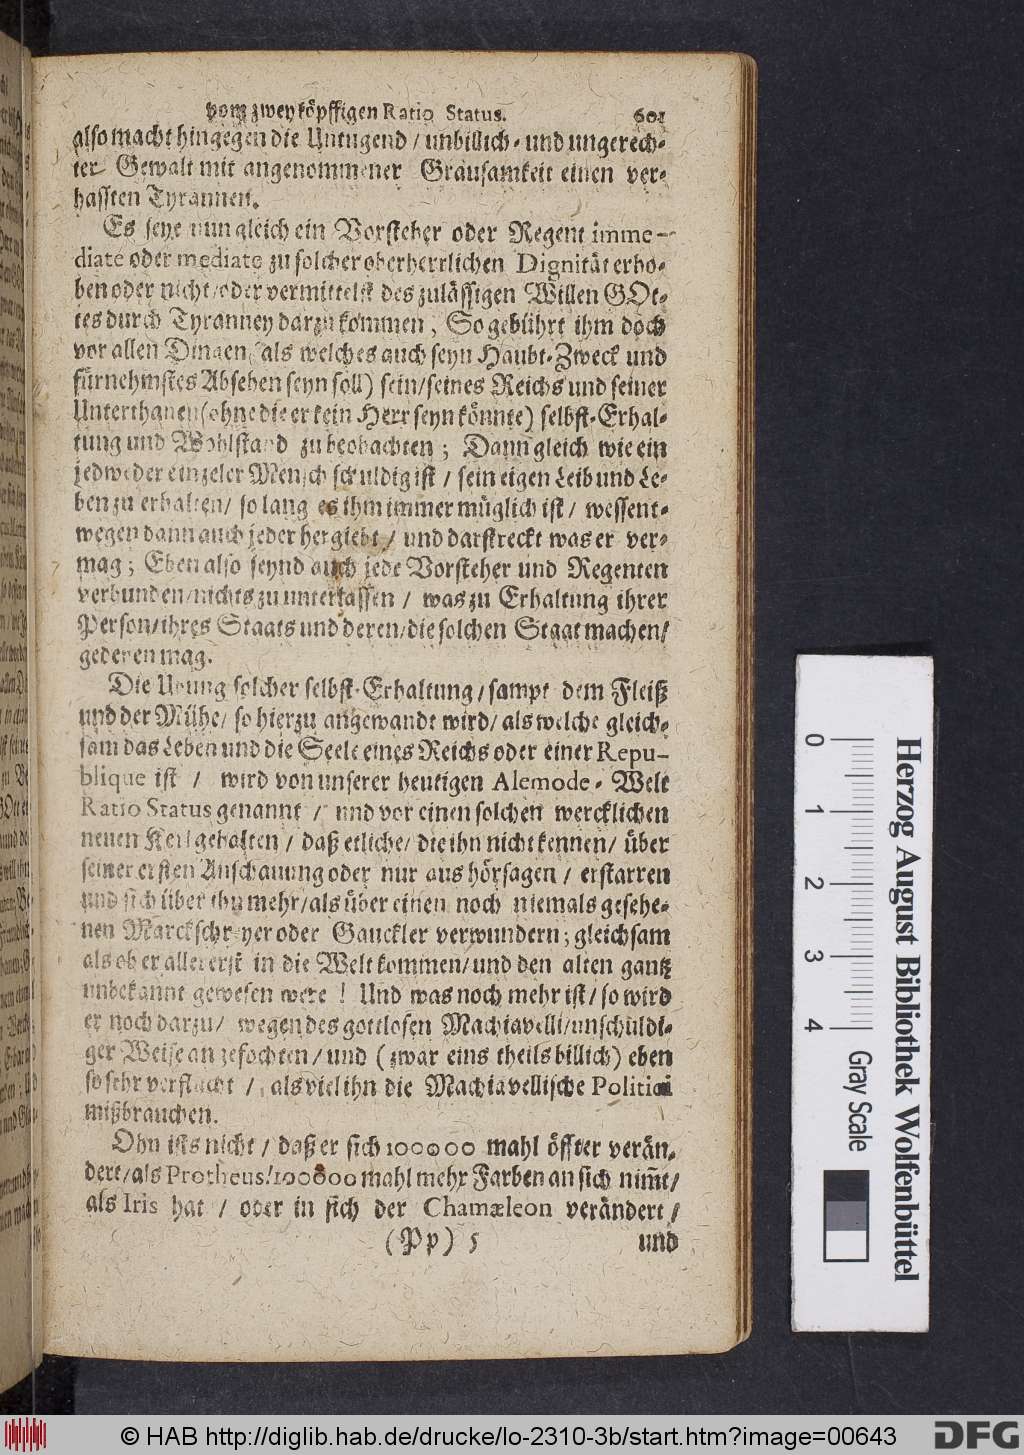 vom zweyköpffigen Ratio Status. 601
also macht hingegen die Untugend / unbillich- und ungerech-
ter Gewalt mit angenommener Grausamkeit einen ver-
haßten Tyrannen.
Es seye nun gleich ein Vorsteher oder Regent imme-
diate oder mediate zu solcher oberherrlichen Dignität erho-
ben oder nicht / oder vermittelst des zulässigen Willen GOt-
tes durch Tyranney darzu kommen, So gebührt ihm doch
vor allen Dingen (als welches auch seyn Haubt-Zweck und
fürnehmstes Absehen seyn soll) sein / seines Reichs und seiner
Unterthanen (ohne die er kein Herr seyn könnte) selbst-Erhal-
tung und Wohlstand zu beobachten; Dann gleich wie ein
jedweder einzeler Mensch schuldig ist / sein eigen Leib und Le-
ben zu erhalten / so lang es ihm immer müglich ist / wessent-
wegen dann auch jeder hergiebt / und darstreckt was er ver-
mag; Eben also seynd auch jede Vorsteher und Regenten
verbunden / nichts zu unterlassen / was zu Erhaltung ihrer
Person / ihres Staats und deren / die solchen Staat machen /
gedeyen mag.
Die Übung solcher selbst-Erhaltung / sampt dem Fleiß
und der Mühe / so hierzu angewandt wird / als welche gleich-
sam das Leben und die Seele eines Reichs oder einer Repu-
blique ist / wird von unserer heutigen Alemode-Welt
Ratio Status genannt / und vor einen solchen wercklichen
neuen Kerl gehalten / daß etliche / die ihn nicht kennen / über
seiner ersten Anschauung oder nur aus hörsagen / erstarren
und sich über ihn mehr / als über einen noch niemals gesehe-
nen Marckschreyer oder Gauckler verwundern; gleichsam
als ob er allererst in die Welt kommen / und den alten gantz
unbekannt gewesen were ! Und was noch mehr ist / so wird
er noch darzu / wegen des gottlosen Machiavelli / unschuldi-
ger Weise angefochten / und (zwar eins theils billich) eben
so sehr verflucht / als viel ihn die Machiavellische Politici
mißbrauchen.
Ohn ists nicht / daß er sich 100000 mahl öffter verän-
dert / als Protheus / 100000 mahl mehr Farben an sich nim̃t /
als Iris hat / oder in sich der Chamæleon verändert /
(Pp) 5 und
0 1 2 3 4
Gray Scale
Herzog August Bibliothek Wolfenbüttel
© HAB http://diglib.hab.de/drucke/lo-2310-3b/start.htm?image=00643
DFG